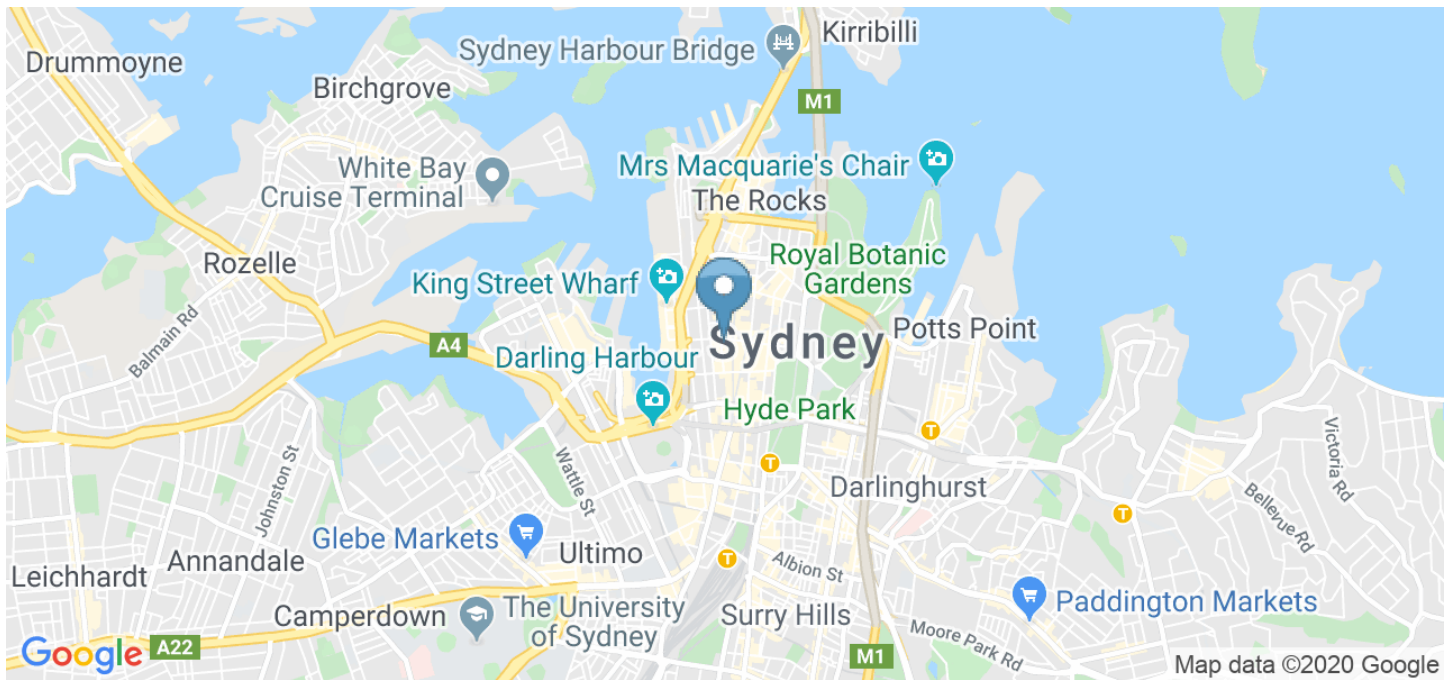 Sydney Harbour Bridge
Kirribilli
Drummoyne
Birchgrove
M1
White Bay
Cruise Terminal
Mrs Macquarie's Chair
The Rocks
Rozelle
Royal Botanic
Gardens
King Street Wharf
Balmain Rd
A4
Sydney
Potts Point
Darling Harbour
Hyde Park
T
Johnston St
Wattle St
T
Darlinghurst
Victoria Rd
Bellevue Rd
T
Glebe Markets
Ultimo
T
Albion St
Annandale
Leichhardt
Camperdown
The University
of Sydney
Surry Hills
Paddington Markets
Moore Park Rd
Google
A22
M1
Map data ©2020 Google